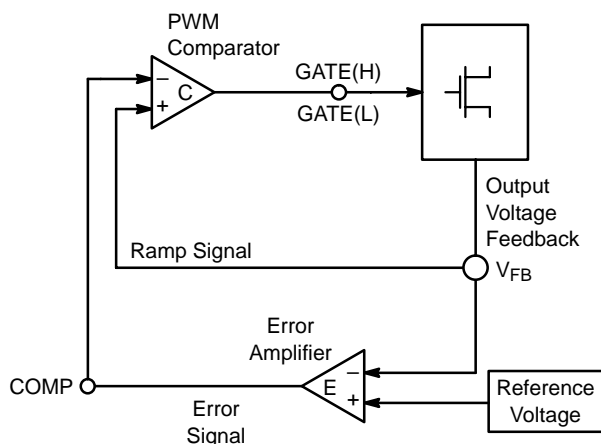 PWM
Comparator
−
C
+
GATE(H)
GATE(L)
Output
Voltage
Feedback
Ramp Signal
VFB
Error
Amplifier
COMP
E
−
+
Error
Signal
Reference
Voltage